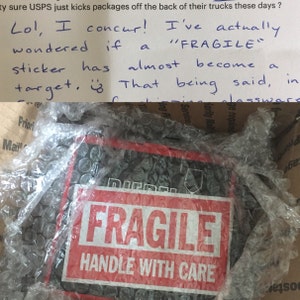 ty sure USPS just kicks packages off the back of their trucks these days ?
Lol, I concur! I've actually
wondered if a "FRAGILE"
sticker has almost become a
target. That being said, in
FRAGILE
HANDLE WITH CARE